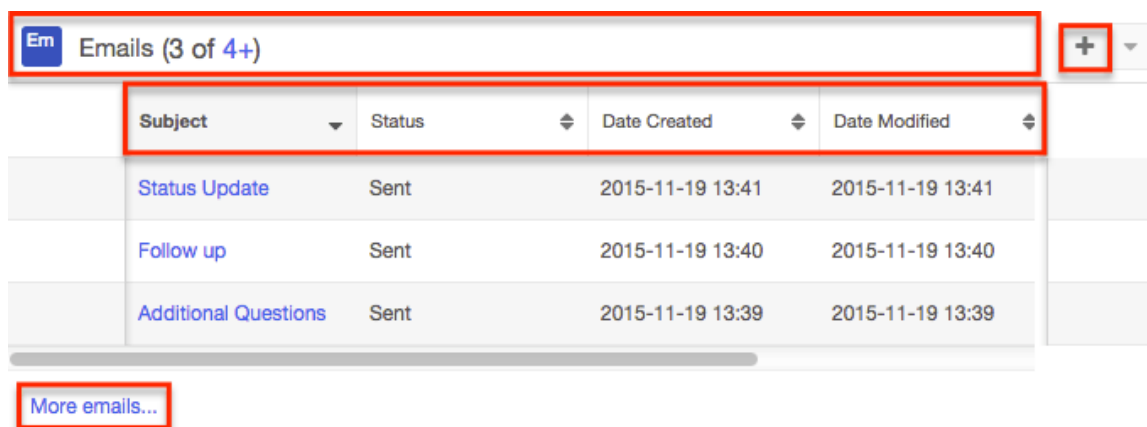 Em Emails (3 of 4+) +
Subject Status Date Created Date Modified
Status Update Sent 2015-11-19 13:41 2015-11-19 13:41
Follow up Sent 2015-11-19 13:40 2015-11-19 13:40
Additional Questions Sent 2015-11-19 13:39 2015-11-19 13:39
More emails...